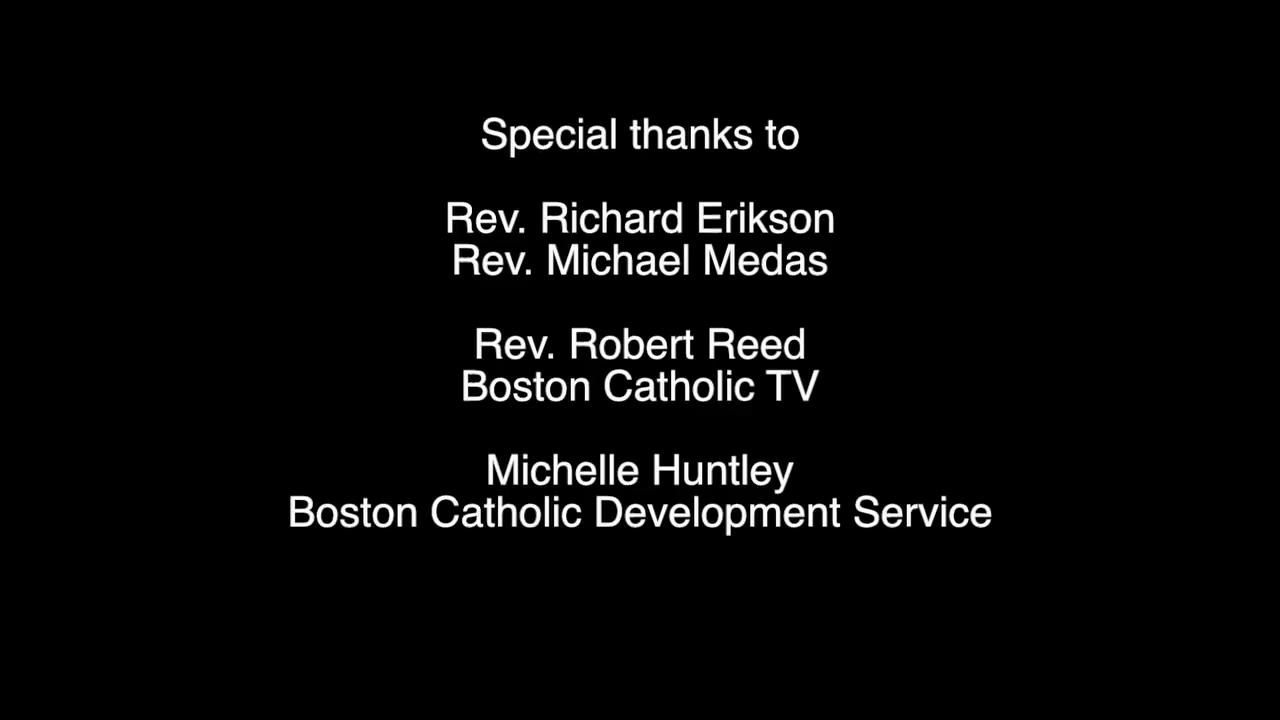 Special thanks to
Rev. Richard Erikson
Rev. Michael Medas
Rev. Robert Reed
Boston Catholic TV
Michelle Huntley
Boston Catholic Development Service